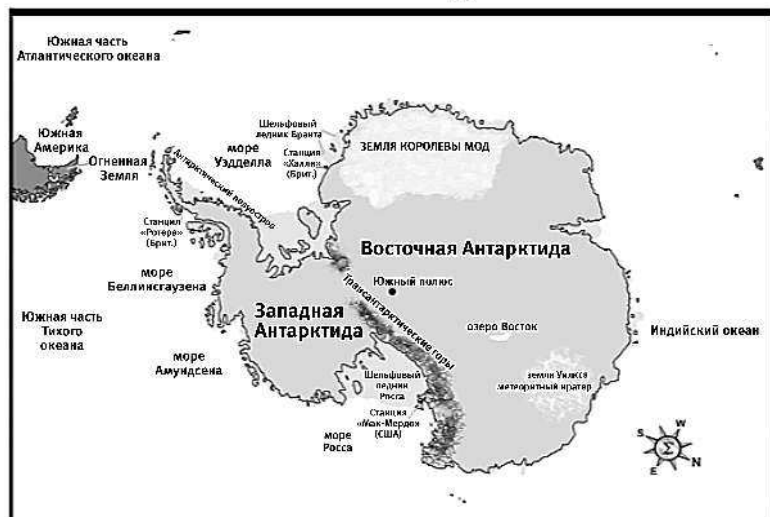 Южная часть
Атлантического океана
Южная
Америка
Огненная
Земля
Антарктический полуостров
море
Уэдделла
Шельфовый
ледник Бранта
Станция
«Халли»
(Брит.)
ЗЕМЛЯ КОРОЛЕВЫ МОД
Станция
«Ротера»
(Брит.)
Восточная Антарктида
море
Беллинсгаузена
Южный полюс
Западная
Антарктида
Трансантарктические горы
Южная часть
Тихого
океана
озеро Восток
Индийский океан
море
Амундсена
Шельфовый
ледник
Росса
земля Уилкса
метеоритный кратер
Станция
«Мак-Мердо»
(США)
море
Росса
S
W
E
N
Σ